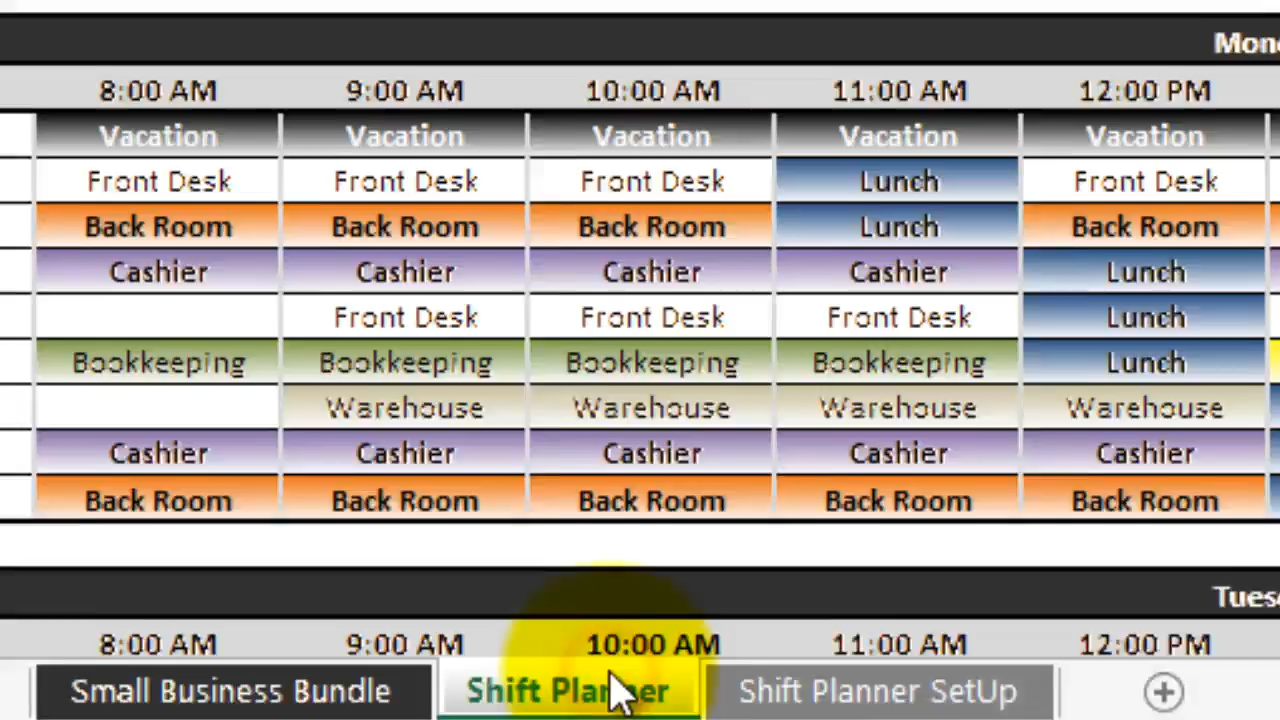 Mon
8:00 AM 9:00 AM 10:00 AM 11:00 AM 12:00 PM
Vacation Vacation Vacation Vacation Vacation
Front Desk Front Desk Front Desk Lunch Front Desk
Back Room Back Room Back Room Lunch Back Room
Cashier Cashier Cashier Cashier Lunch
Front Desk Front Desk Front Desk Lunch
Bookkeeping Bookkeeping Bookkeeping Bookkeeping Lunch
Warehouse Warehouse Warehouse Warehouse
Cashier Cashier Cashier Cashier Cashier
Back Room Back Room Back Room Back Room Back Room
Tues
8:00 AM 9:00 AM 10:00 AM 11:00 AM 12:00 PM
Small Business Bundle Shift Planner Shift Planner SetUp